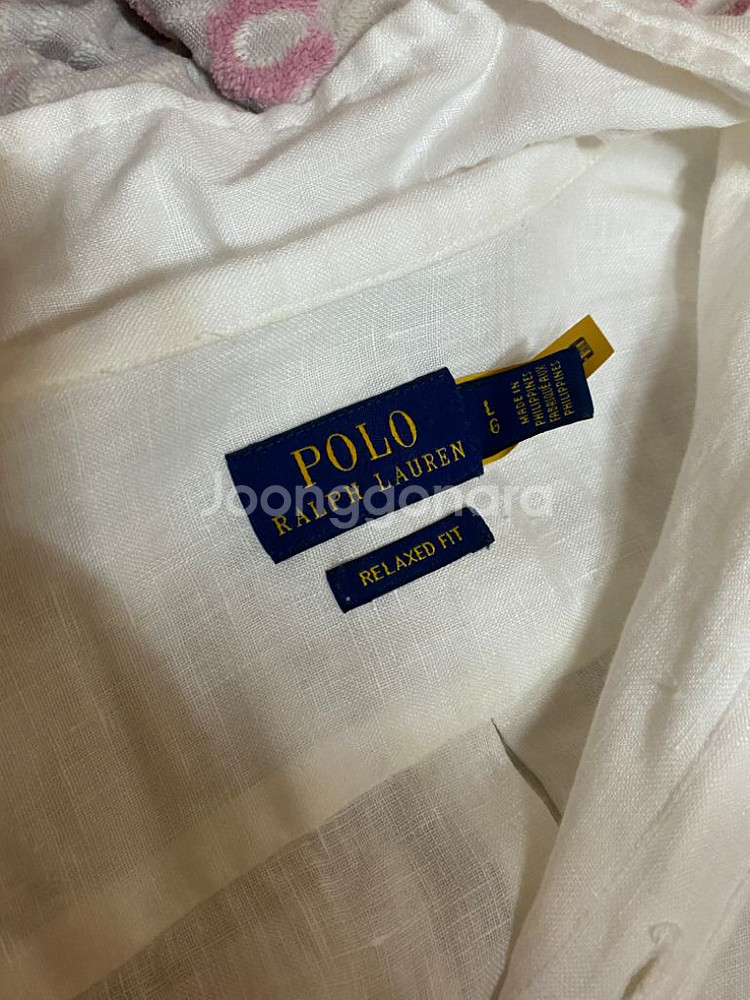 POLO
RALPH LAUREN
L
G
MADE IN
PHILIPPINES
FABRIQUÉ AUX
PHILIPPINES
RELAXED FIT
Joonggonara